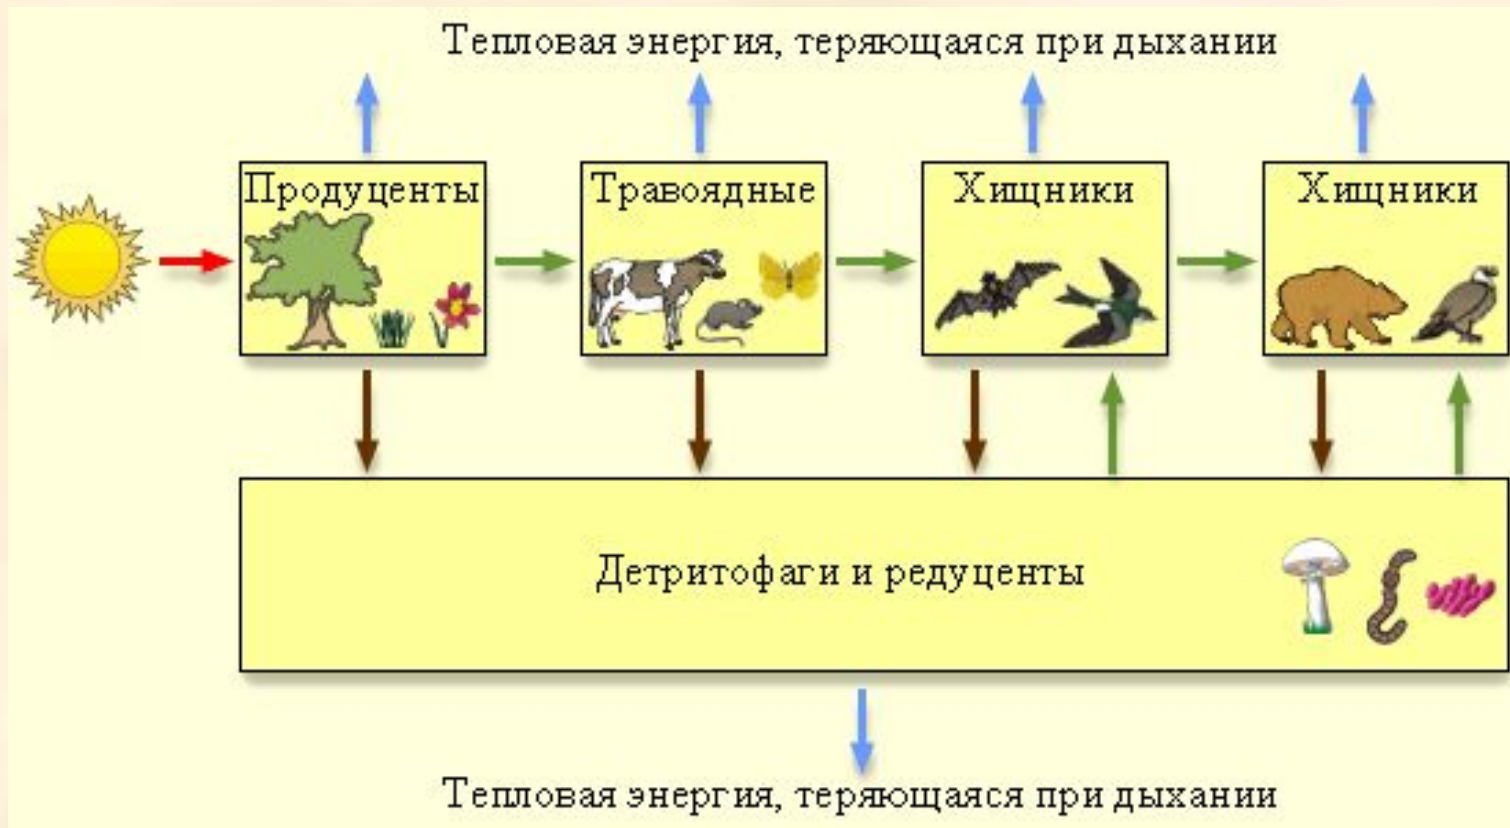 Тепловая энергия, теряющаяся при дыхании
Продуценты
Травоядные
Хищники
Хищники
Детритофаги и редуценты
Тепловая энергия, теряющаяся при дыхании